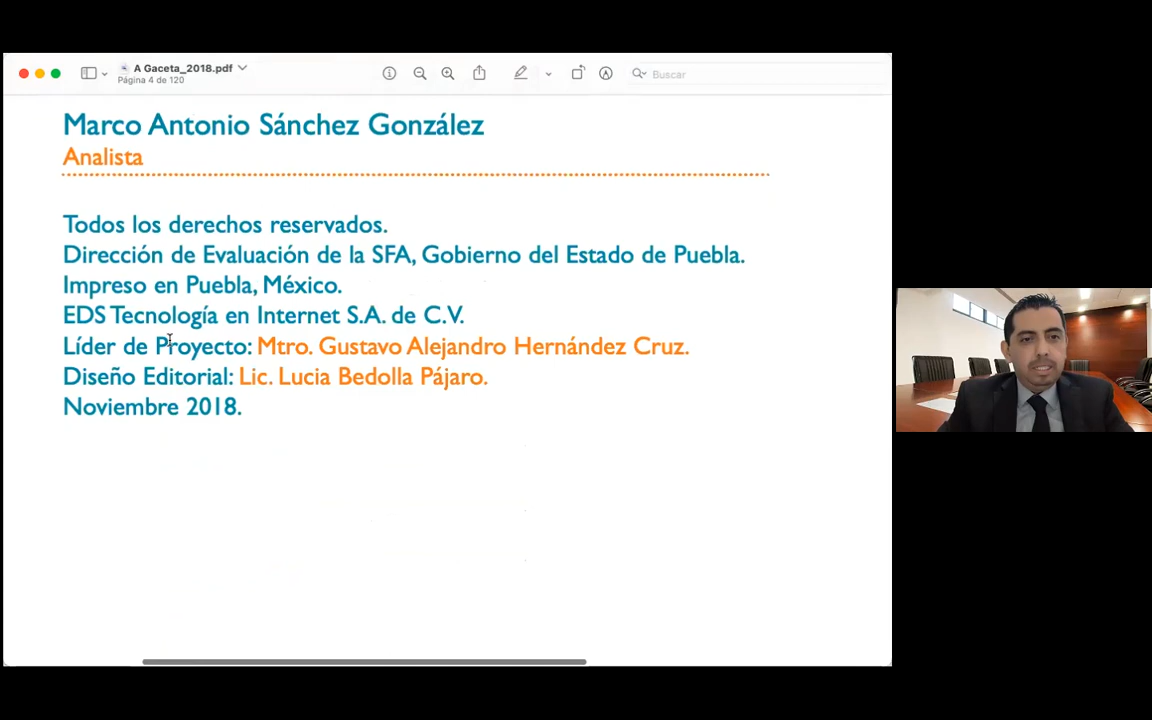 A Gaceta_2018.pdf
Página 4 de 120
Buscar
Marco Antonio Sánchez González
Analista
Todos los derechos reservados.
Dirección de Evaluación de la SFA, Gobierno del Estado de Puebla.
Impreso en Puebla, México.
EDS Tecnología en Internet S.A. de C.V.
Líder de Proyecto: Mtro. Gustavo Alejandro Hernández Cruz.
Diseño Editorial: Lic. Lucia Bedolla Pájaro.
Noviembre 2018.